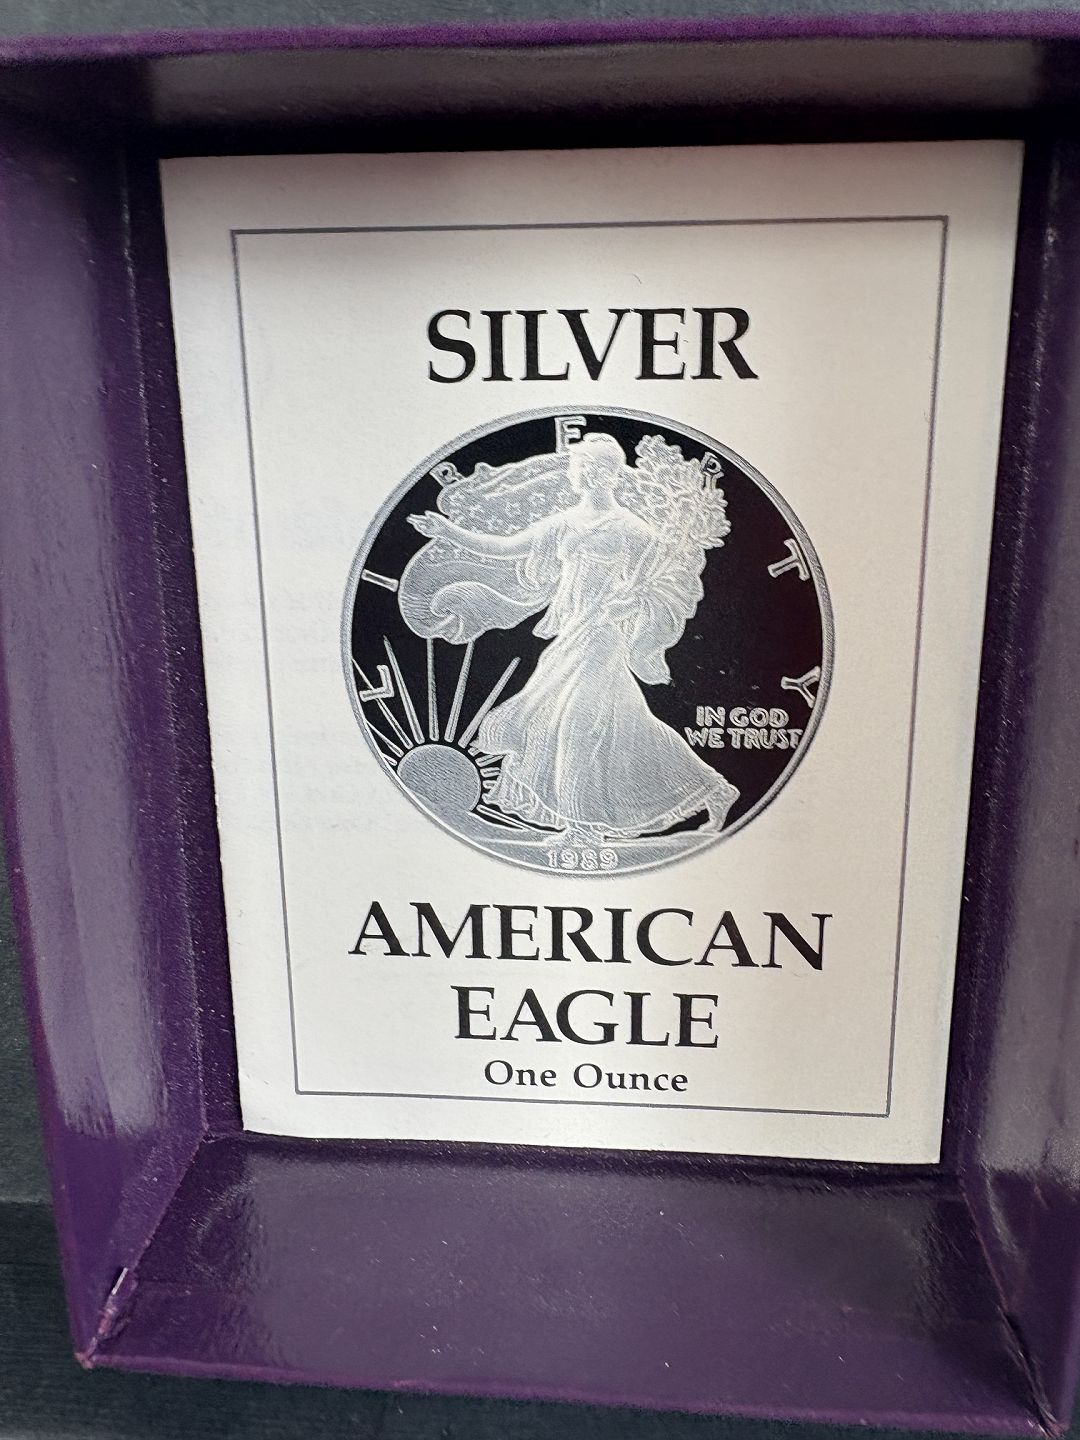 SILVER
LIBERTY
IN GOD
WE TRUST
1989
AMERICAN
EAGLE
One Ounce